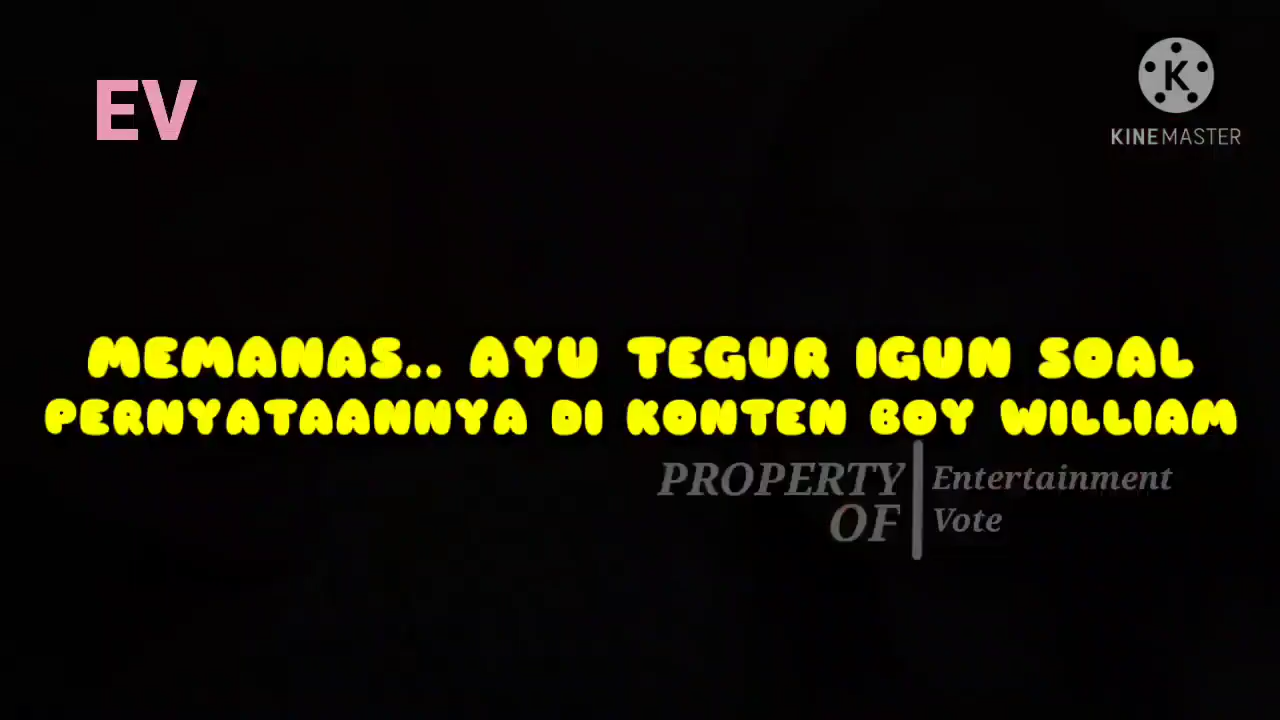 EV
K
KINEMASTER
MEMANAS.. AYU TEGUR IGUN SOAL
PERNYATAANNYA DI KONTEN BOY WILLIAM
PROPERTY OF
Entertainment
Vote